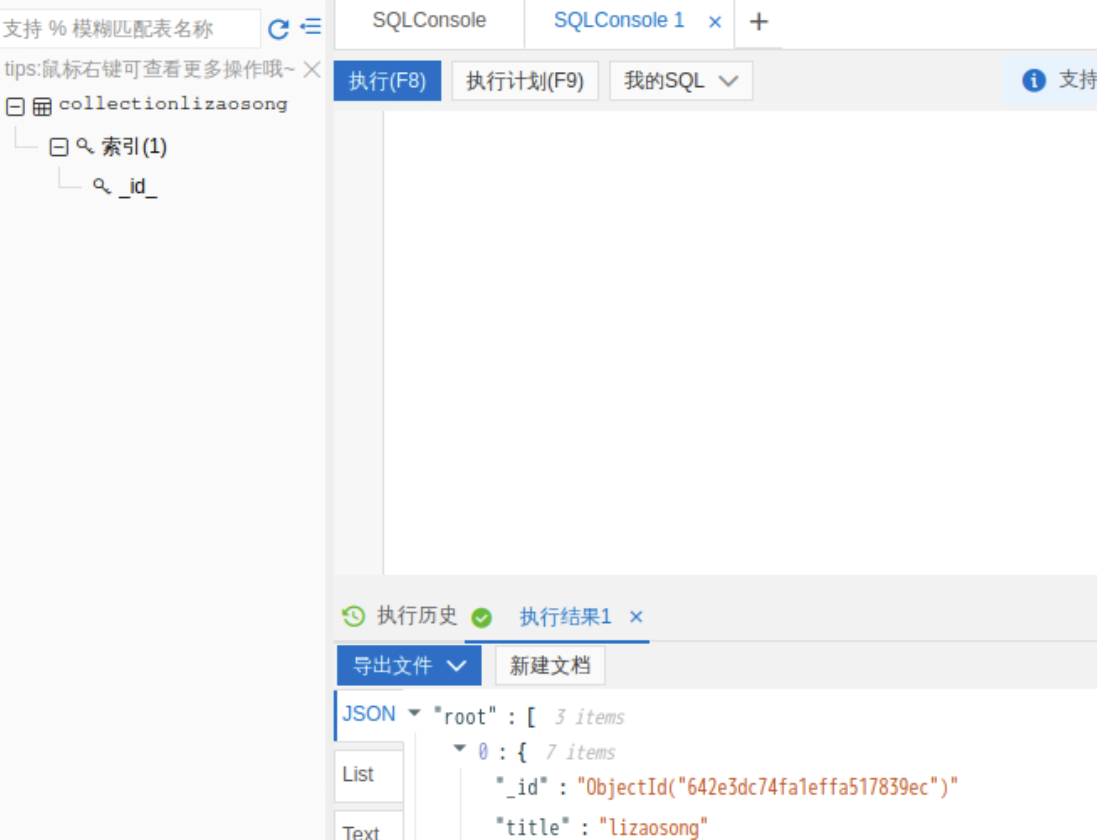 支持 % 模糊匹配表名称
tips:鼠标右键可查看更多操作哦~
collectionlizaosong
索引(1)
_id_
SQLConsole
SQLConsole 1
执行(F8)
执行计划(F9)
我的SQL
支持
执行历史
执行结果1
导出文件
新建文档
JSON
List
Text
"root" : [ 3 items
0 : { 7 items
"_id" : "ObjectId("642e3dc74fa1effa517839ec")"
"title" : "lizaosong"